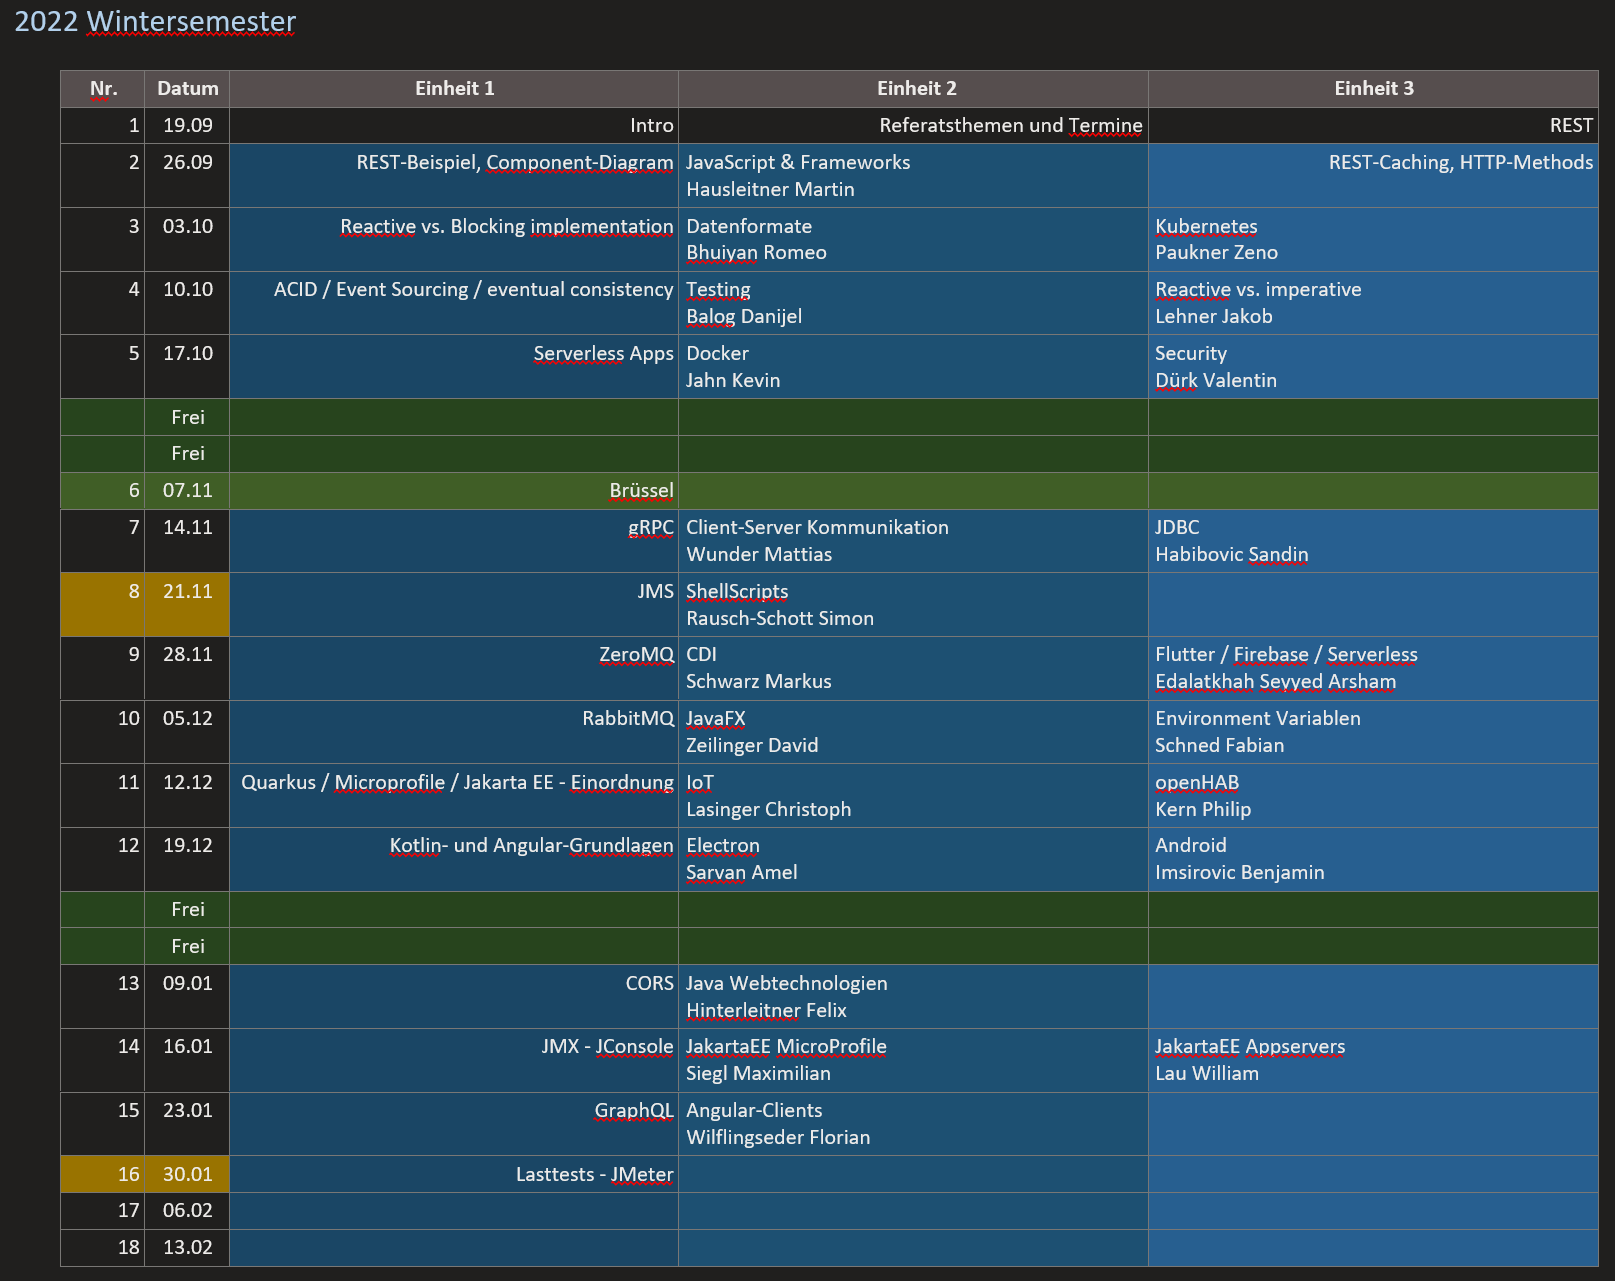 2022 Wintersemester
Nr. Datum Einheit 1 Einheit 2 Einheit 3
1 19.09 Intro Referatsthemen und Termine REST
2 26.09 REST-Beispiel, Component-Diagram JavaScript & Frameworks REST-Caching, HTTP-Methods
Hausleitner Martin
3 03.10 Reactive vs. Blocking implementation Datenformate Kubernetes
Bhuiyan Romeo Paukner Zeno
4 10.10 ACID / Event Sourcing / eventual consistency Testing Reactive vs. imperative
Balog Danijel Lehner Jakob
5 17.10 Serverless Apps Docker Security
Jahn Kevin Dürk Valentin
Frei
Frei
6 07.11 Brüssel
7 14.11 gRPC Client-Server Kommunikation JDBC
Wunder Mattias Habibovic Sandin
8 21.11 JMS ShellScripts
Rausch-Schott Simon
9 28.11 ZeroMQ CDI Flutter / Firebase / Serverless
Schwarz Markus Edalatkhah Seyyed Arsham
10 05.12 RabbitMQ JavaFX Environment Variablen
Zeilinger David Schned Fabian
11 12.12 Quarkus / Microprofile / Jakarta EE - Einordnung IoT openHAB
Lasinger Christoph Kern Philip
12 19.12 Kotlin- und Angular-Grundlagen Electron Android
Sarvan Amel Imsirovic Benjamin
Frei
Frei
13 09.01 CORS Java Webtechnologien
Hinterleitner Felix
14 16.01 JMX - JConsole JakartaEE MicroProfile JakartaEE Appservers
Siegl Maximilian Lau William
15 23.01 GraphQL Angular-Clients
Wilflingseder Florian
16 30.01 Lasttests - JMeter
17 06.02
18 13.02